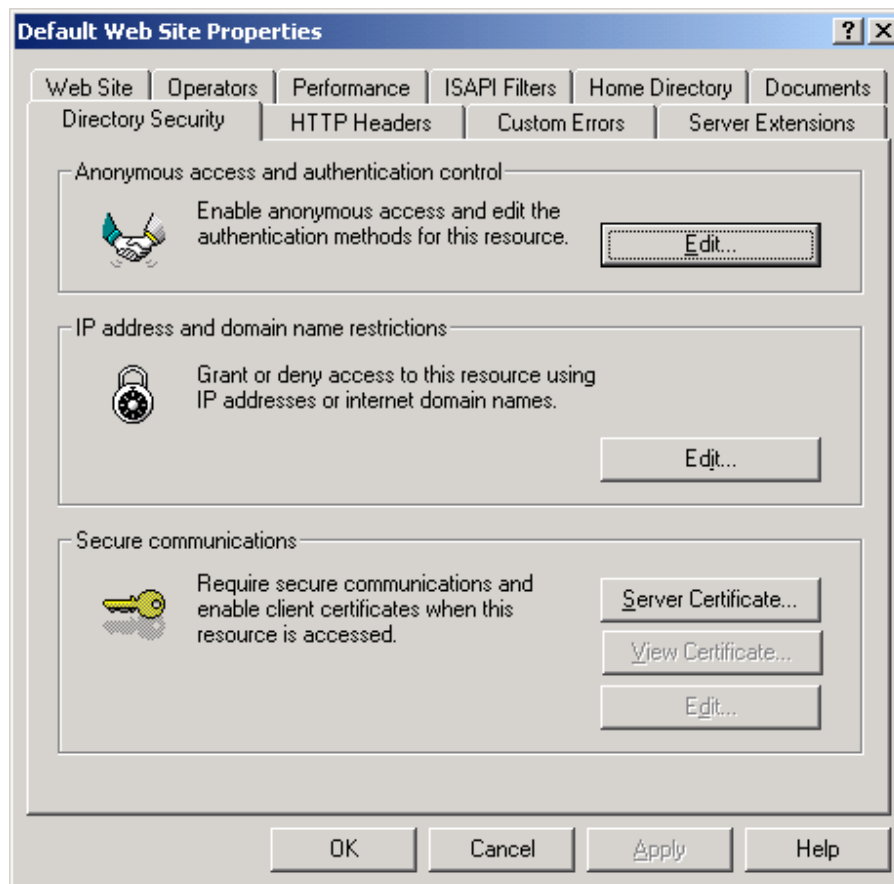 Default Web Site Properties
Web Site Operators Performance ISAPI Filters Home Directory Documents
Directory Security HTTP Headers Custom Errors Server Extensions
Anonymous access and authentication control
Enable anonymous access and edit the
authentication methods for this resource.
Edit...
IP address and domain name restrictions
Grant or deny access to this resource using
IP addresses or internet domain names.
Edit...
Secure communications
Require secure communications and
enable client certificates when this
resource is accessed.
Server Certificate...
View Certificate...
Edit...
OK Cancel Apply Help